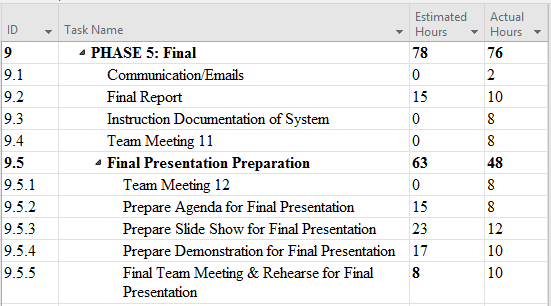 ID Task Name Estimated Hours Actual Hours
9 PHASE 5: Final 78 76
9.1 Communication/Emails 0 2
9.2 Final Report 15 10
9.3 Instruction Documentation of System 0 8
9.4 Team Meeting 11 0 8
9.5 Final Presentation Preparation 63 48
9.5.1 Team Meeting 12 0 8
9.5.2 Prepare Agenda for Final Presentation 15 8
9.5.3 Prepare Slide Show for Final Presentation 23 12
9.5.4 Prepare Demonstration for Final Presentation 17 10
9.5.5 Final Team Meeting & Rehearse for Final 8 10
Presentation